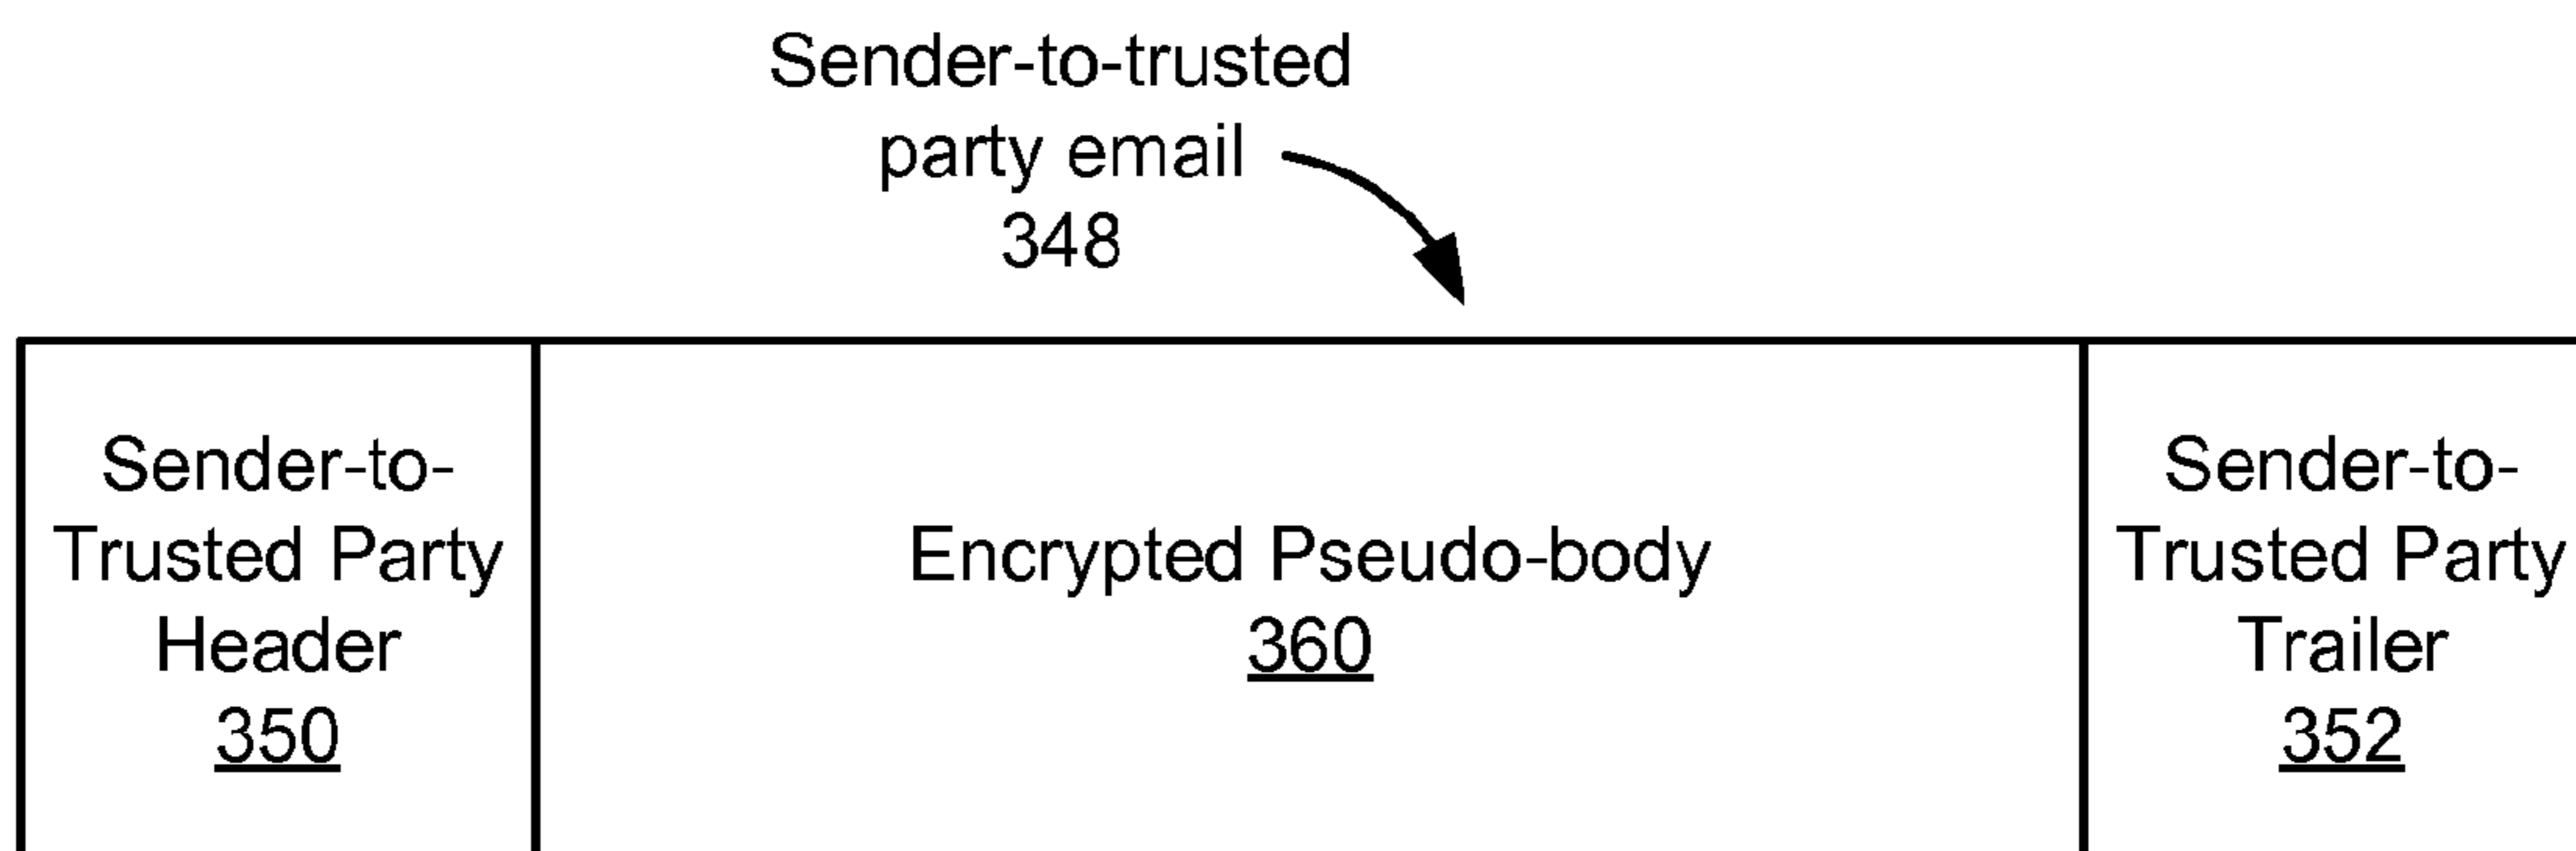 Sender-to-trusted
party email
348
Sender-to-
Trusted Party
Header
350
Encrypted Pseudo-body
360
Sender-to-
Trusted Party
Trailer
352